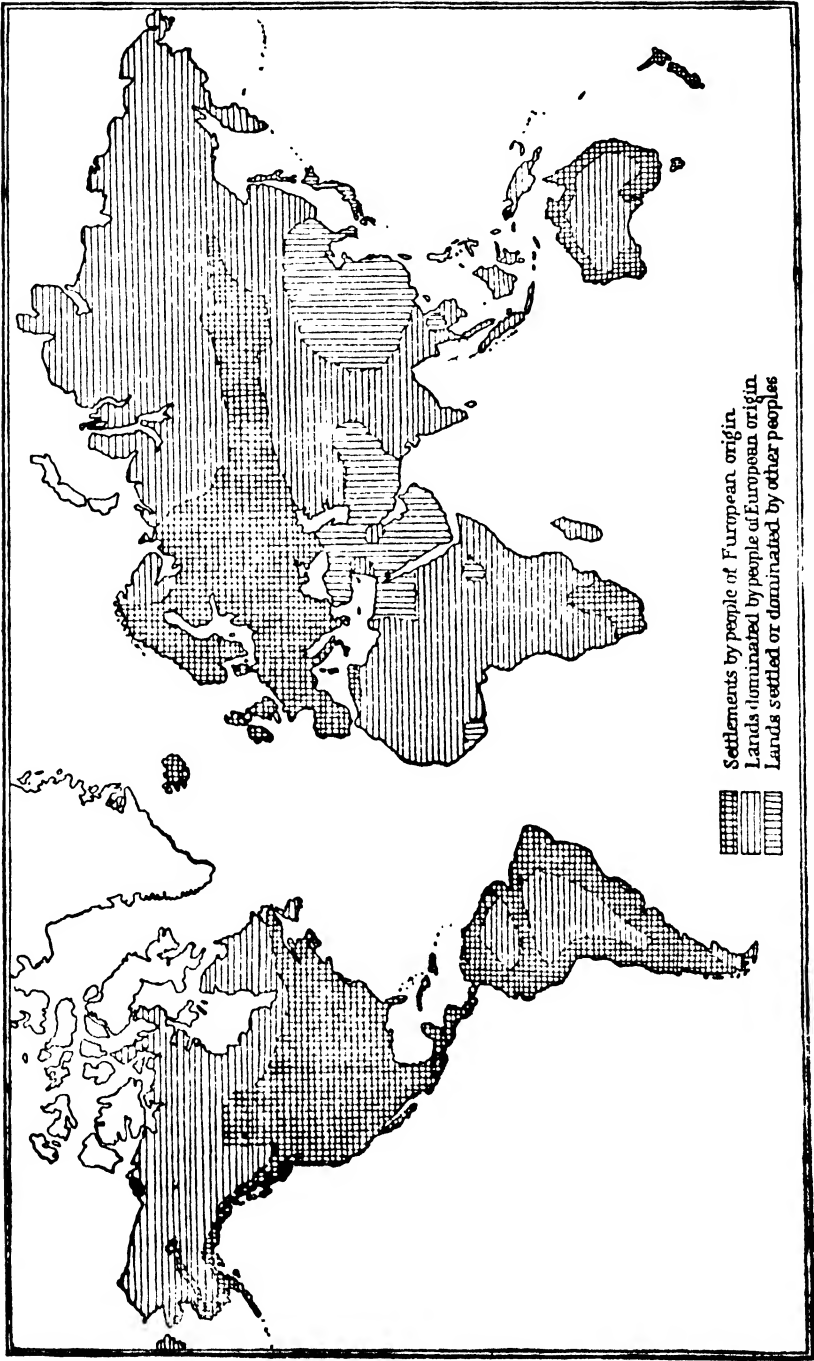 Settlements by people of European origin.
Lands dominated by people of European origin.
Lands settled or dominated by other peoples